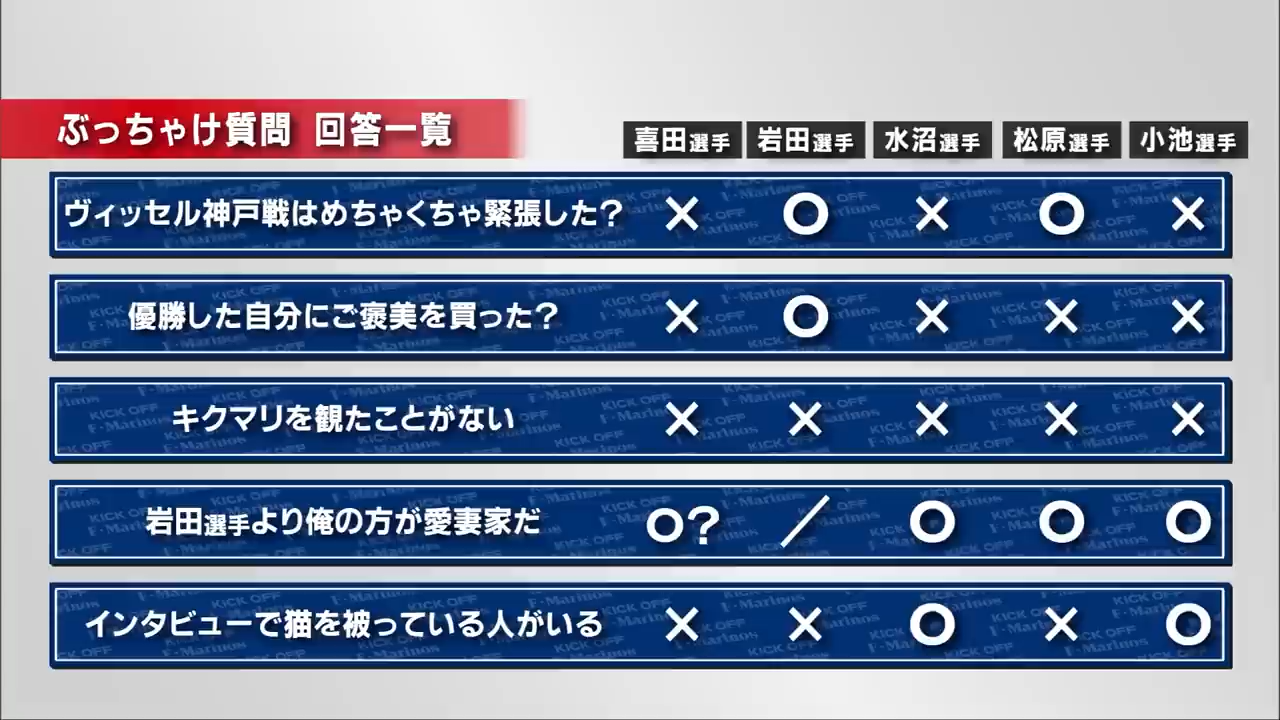 ぶっちゃけ質問 回答一覧
喜田選手 岩田選手 水沼選手 松原選手 小池選手
ヴィッセル神戸戦はめちゃくちゃ緊張した? × ○ × ○ ×
優勝した自分にご褒美を買った? × ○ × × ×
キクマリを観たことがない × × × × ×
岩田選手より俺の方が愛妻家だ ○? / ○ ○ ○
インタビューで猫を被っている人がいる × × ○ × ○
KICK OFF
F-Marinos